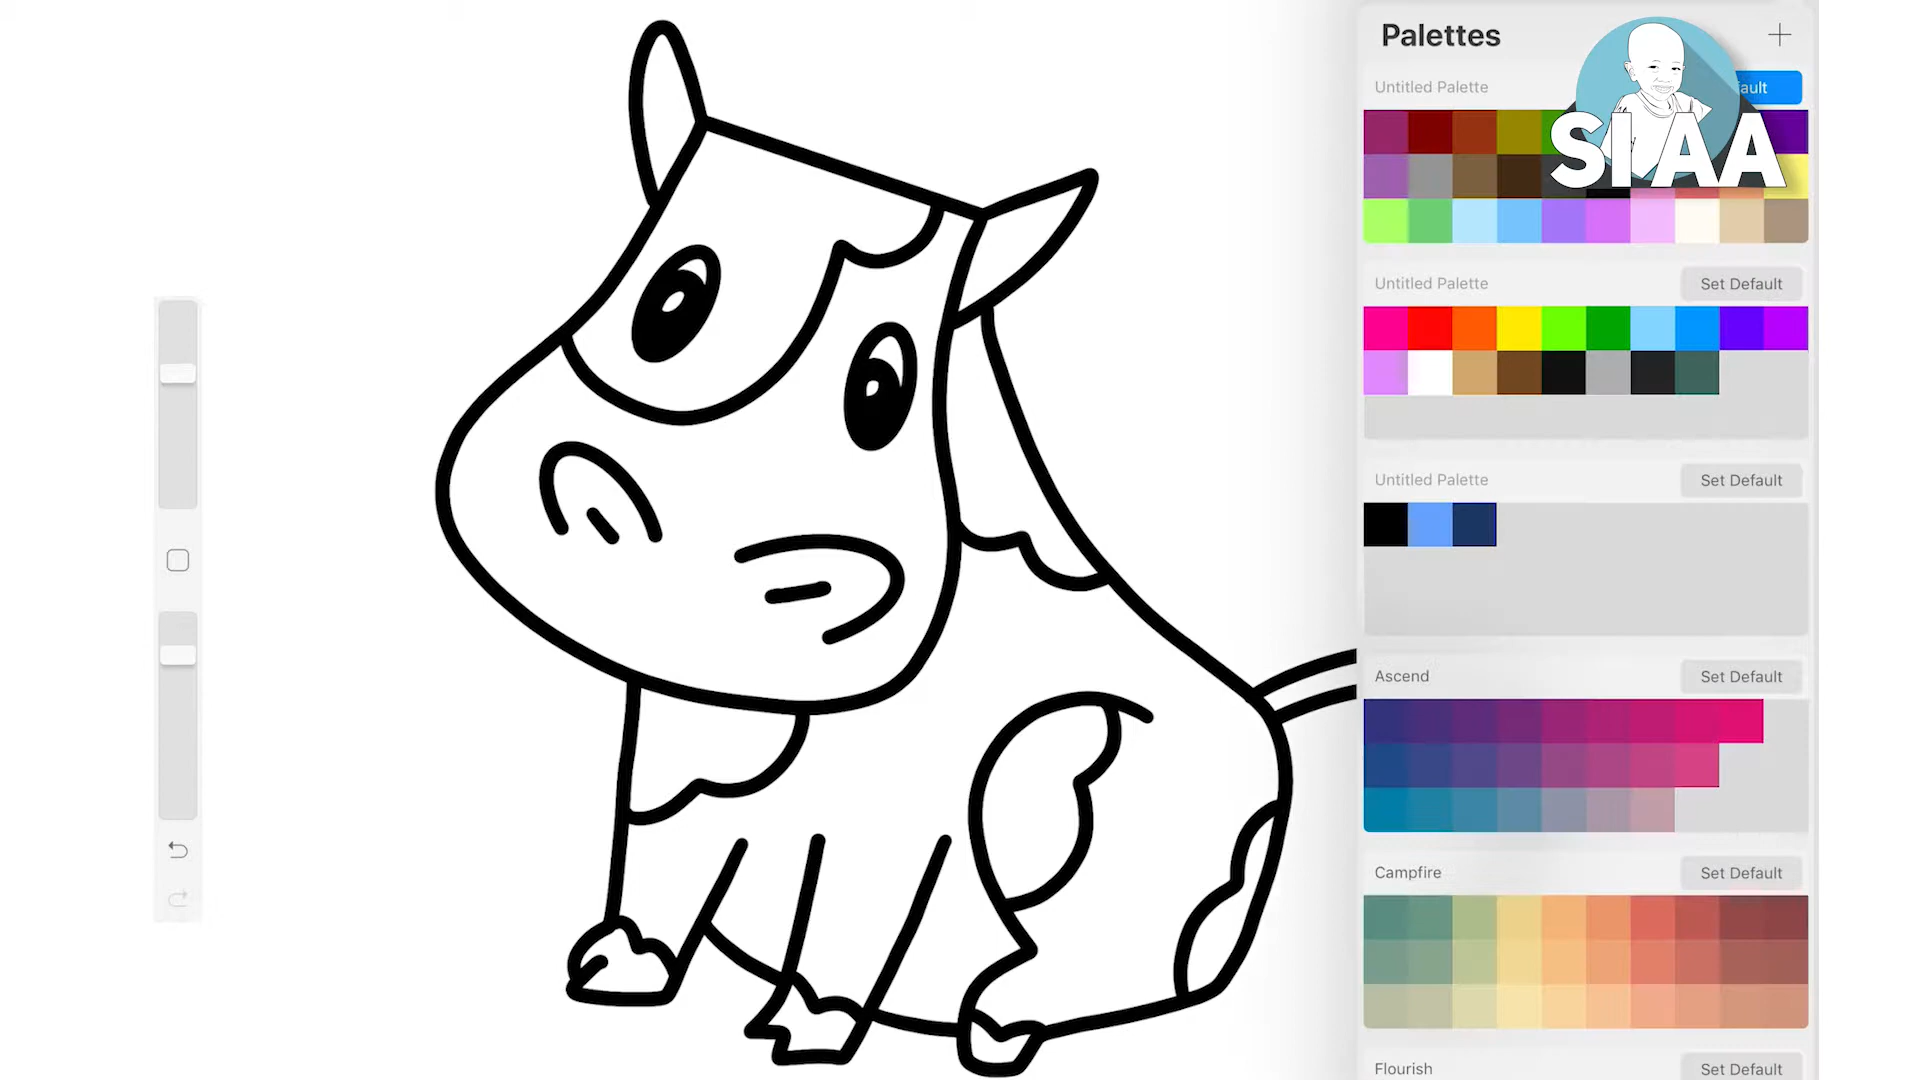 Palettes
Untitled Palette
SIAA
Untitled Palette
Set Default
Untitled Palette
Set Default
Ascend
Set Default
Campfire
Set Default
Flourish
Set Default